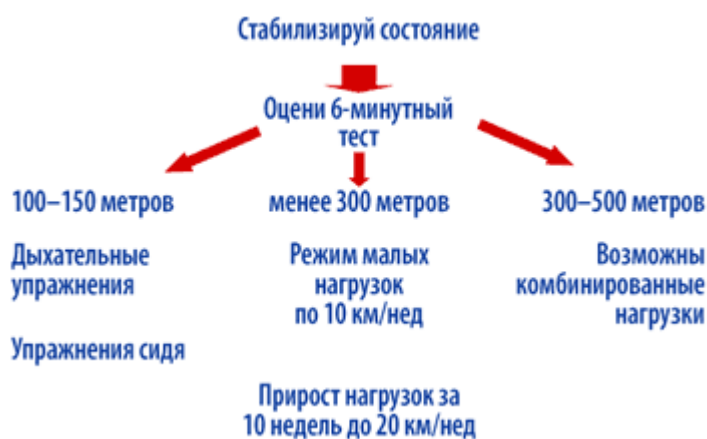 Стабилизируй состояние
Оцени 6-минутный
тест
100–150 метров
Дыхательные
упражнения
Упражнения сидя
менее 300 метров
Режим малых
нагрузок
по 10 км/нед
Прирост нагрузок за
10 недель до 20 км/нед
300–500 метров
Возможны
комбинированные
нагрузки